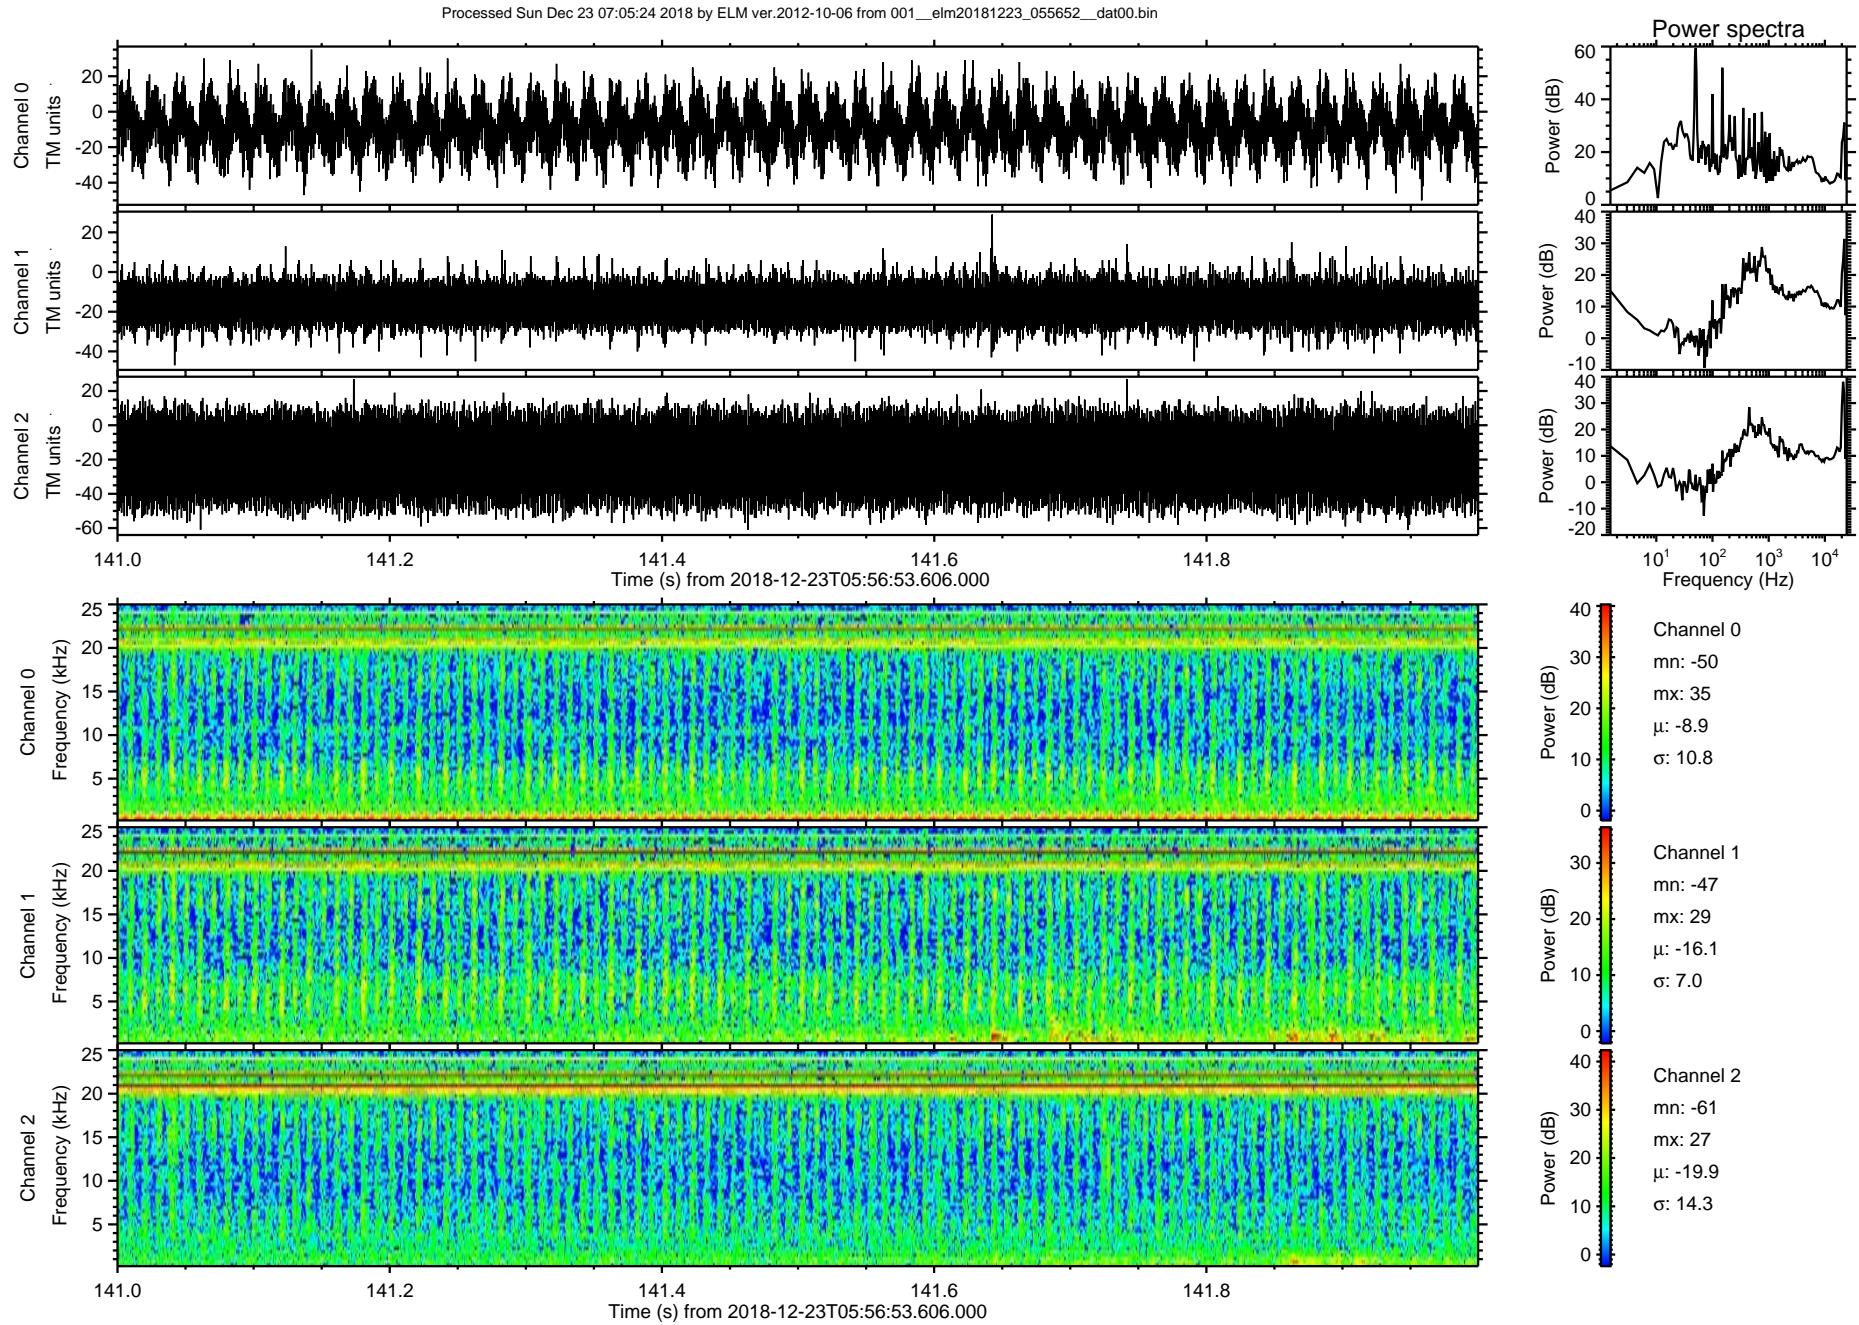 Processed Sun Dec 23 07:05:24 2018 by ELM ver.2012-10-06 from 001__elm20181223_055652__dat00.bin
Power spectra
Channel 0
TM units
20
0
-20
-40
Power (dB)
60
40
20
0
Channel 1
TM units
20
0
-20
-40
Power (dB)
40
30
20
10
0
-10
Channel 2
TM units
20
0
-20
-40
-60
Power (dB)
40
30
20
10
0
-10
-20
141.0 141.2 141.4 141.6 141.8
Time (s) from 2018-12-23T05:56:53.606.000
10¹ 10² 10³ 10⁴
Frequency (Hz)
Channel 0
Frequency (kHz)
25
20
15
10
5
Power (dB)
40
30
20
10
0
Channel 0
mn: -50
mx: 35
μ: -8.9
σ: 10.8
Channel 1
Frequency (kHz)
25
20
15
10
5
Power (dB)
30
20
10
0
Channel 1
mn: -47
mx: 29
μ: -16.1
σ: 7.0
Channel 2
Frequency (kHz)
25
20
15
10
5
Power (dB)
40
30
20
10
0
Channel 2
mn: -61
mx: 27
μ: -19.9
σ: 14.3
141.0 141.2 141.4 141.6 141.8
Time (s) from 2018-12-23T05:56:53.606.000